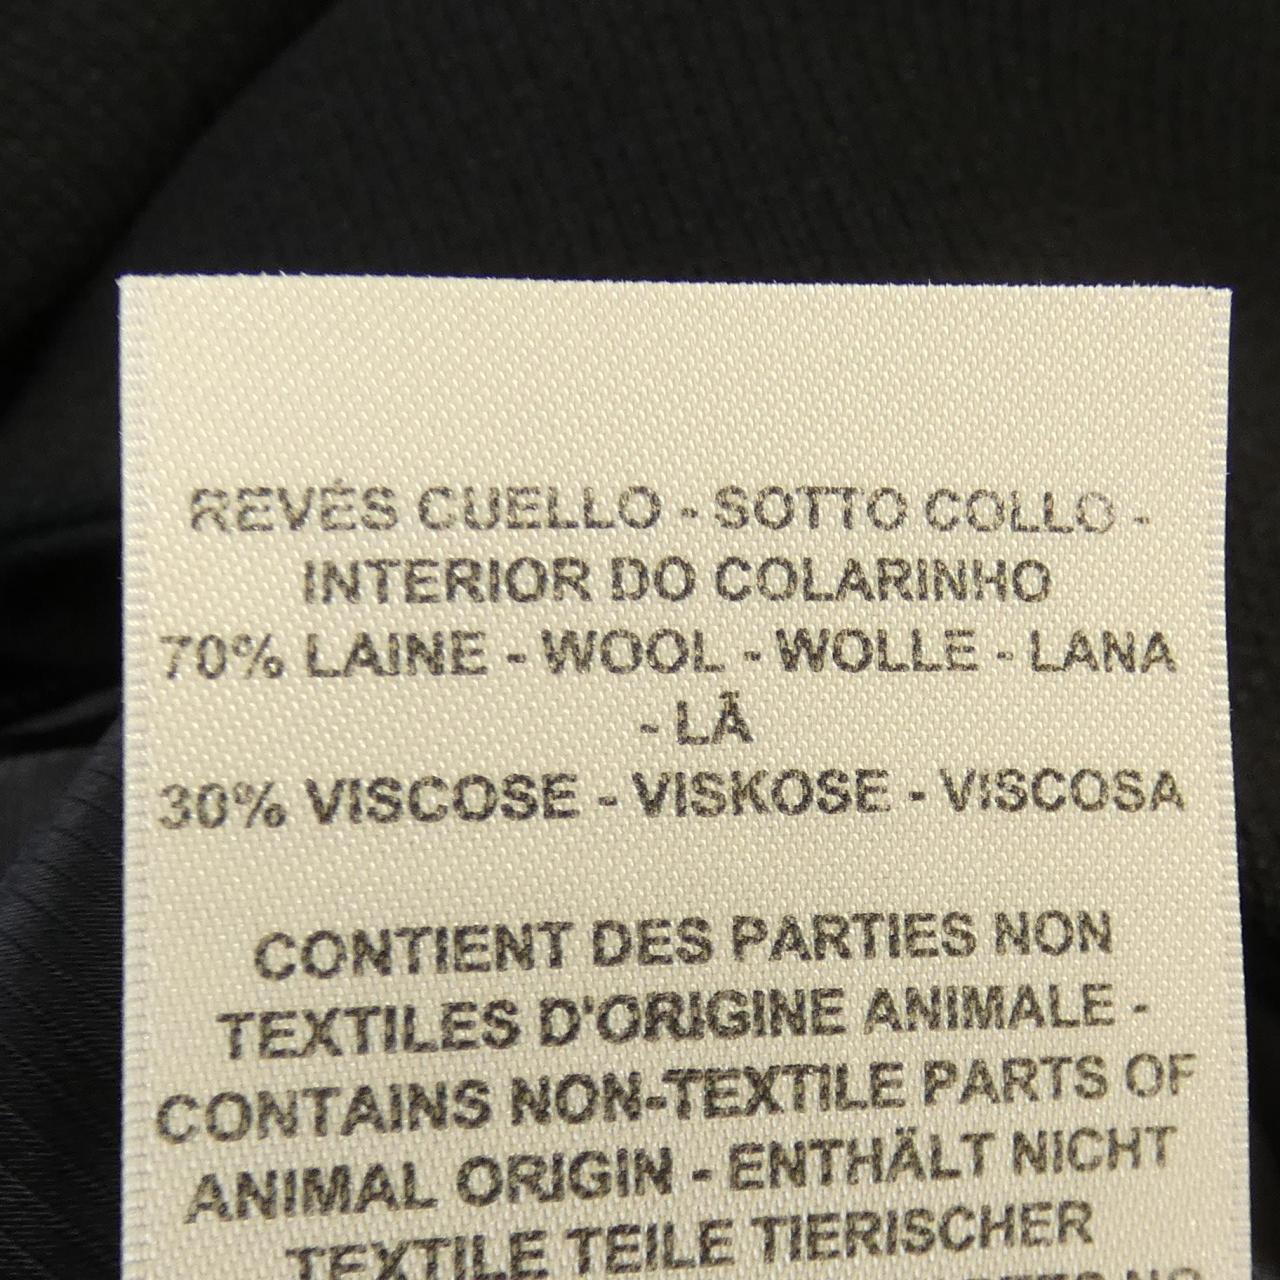 REVÉS CUELLO - SOTTO COLLO -
INTERIOR DO COLARINHO
70% LAINE - WOOL - WOLLE - LANA
- LÃ
30% VISCOSE - VISKOSE - VISCOSA
CONTIENT DES PARTIES NON
TEXTILES D'ORIGINE ANIMALE -
CONTAINS NON-TEXTILE PARTS OF
ANIMAL ORIGIN - ENTHÄLT NICHT
TEXTILE TEILE TIERISCHER